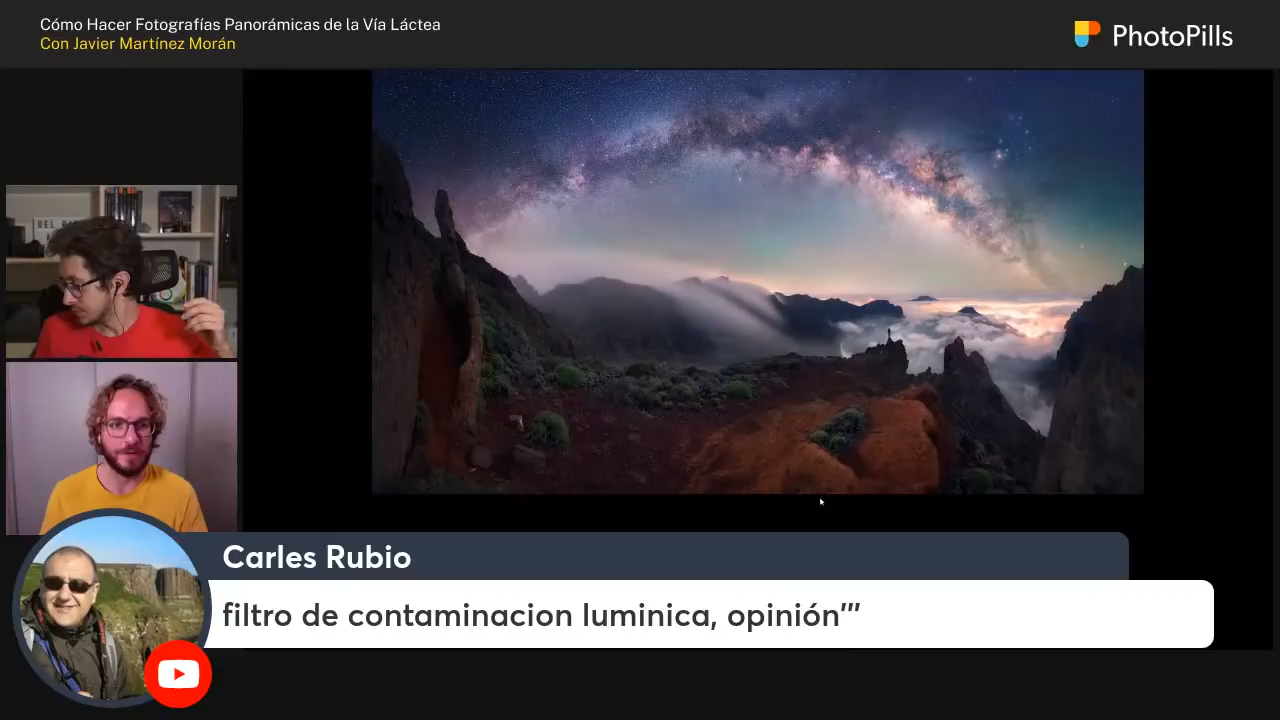 Cómo Hacer Fotografías Panorámicas de la Vía Láctea
Con Javier Martínez Morán
PhotoPills
Carles Rubio
filtro de contaminacion luminica, opinión'''